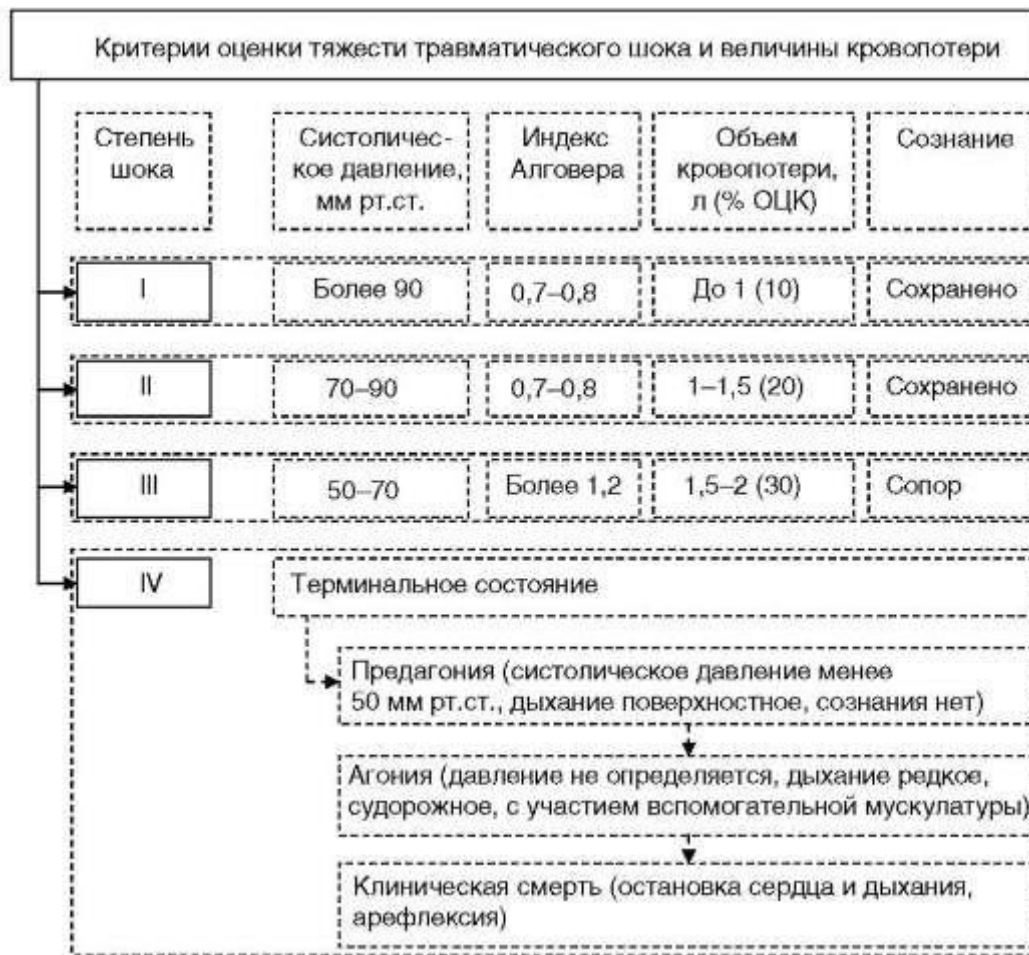 Критерии оценки тяжести травматического шока и величины кровопотери
Степень шока
Систоличес-
кое давление,
мм рт.ст.
Индекс
Алговера
Объем
кровопотери,
л (% ОЦК)
Сознание
I
Более 90
0,7–0,8
До 1 (10)
Сохранено
II
70–90
0,7–0,8
1–1,5 (20)
Сохранено
III
50–70
Более 1,2
1,5–2 (30)
Сопор
IV
Терминальное состояние
Предагония (систолическое давление менее
50 мм рт.ст., дыхание поверхностное, сознания нет)
Агония (давление не определяется, дыхание редкое,
судорожное, с участием вспомогательной мускулатуры)
Клиническая смерть (остановка сердца и дыхания,
арефлексия)